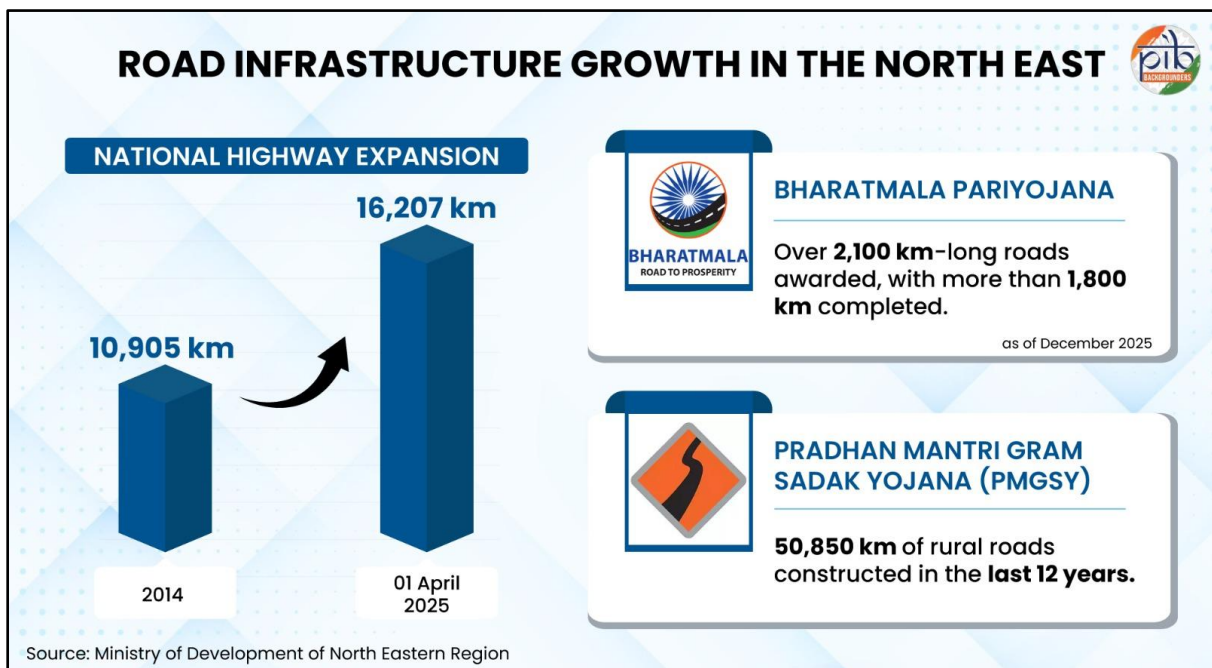 ROAD INFRASTRUCTURE GROWTH IN THE NORTH EAST
pib
BACKGROUNDERS
NATIONAL HIGHWAY EXPANSION
16,207 km
10,905 km
2014
01 April
2025
BHARATMALA
ROAD TO PROSPERITY
BHARATMALA PARIYOJANA
Over 2,100 km-long roads
awarded, with more than 1,800
km completed.
as of December 2025
PRADHAN MANTRI GRAM
SADAK YOJANA (PMGSY)
50,850 km of rural roads
constructed in the last 12 years.
Source: Ministry of Development of North Eastern Region